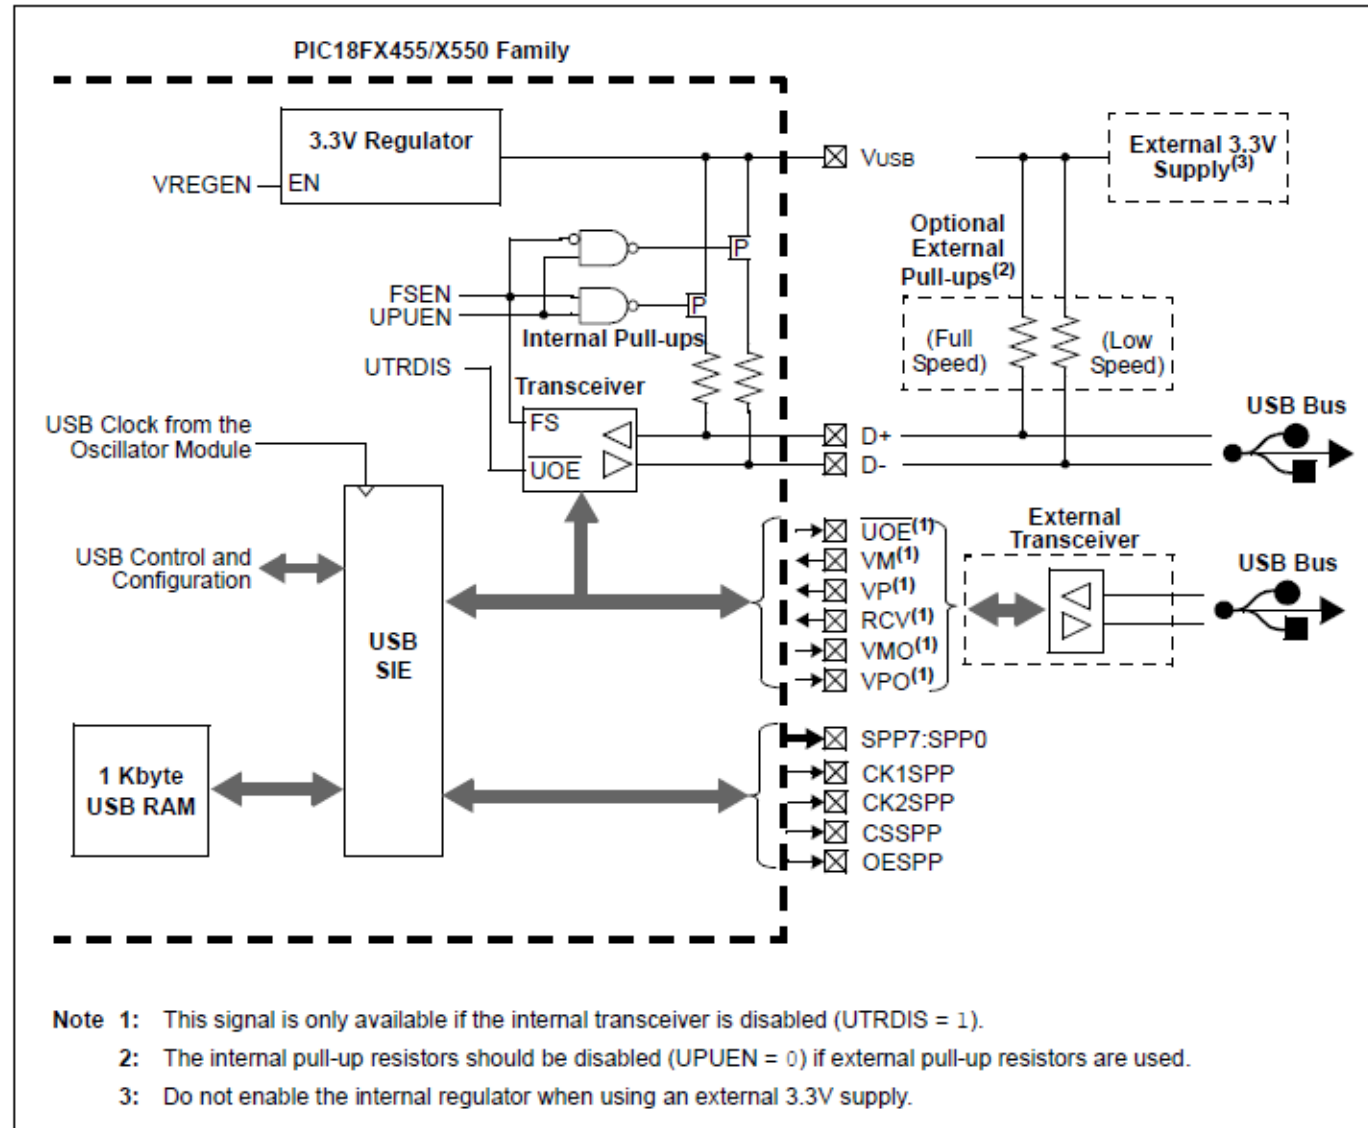 PIC18FX455/X550 Family
3.3V Regulator
EN
VREGEN
VUSB
External 3.3V
Supply(3)
Optional
External
Pull-ups(2)
P
P
FSEN
UPUEN
Internal Pull-ups
(Full
Speed)
(Low
Speed)
UTRDIS
Transceiver
FS
UOE
USB Clock from the
Oscillator Module
D+
D-
USB Bus
USB Control and
Configuration
USB
SIE
UOE(1)
VM(1)
VP(1)
RCV(1)
VMO(1)
VPO(1)
External
Transceiver
USB Bus
1 Kbyte
USB RAM
SPP7:SPP0
CK1SPP
CK2SPP
CSSPP
OESPP
Note 1: This signal is only available if the internal transceiver is disabled (UTRDIS = 1).
2: The internal pull-up resistors should be disabled (UPUEN = 0) if external pull-up resistors are used.
3: Do not enable the internal regulator when using an external 3.3V supply.